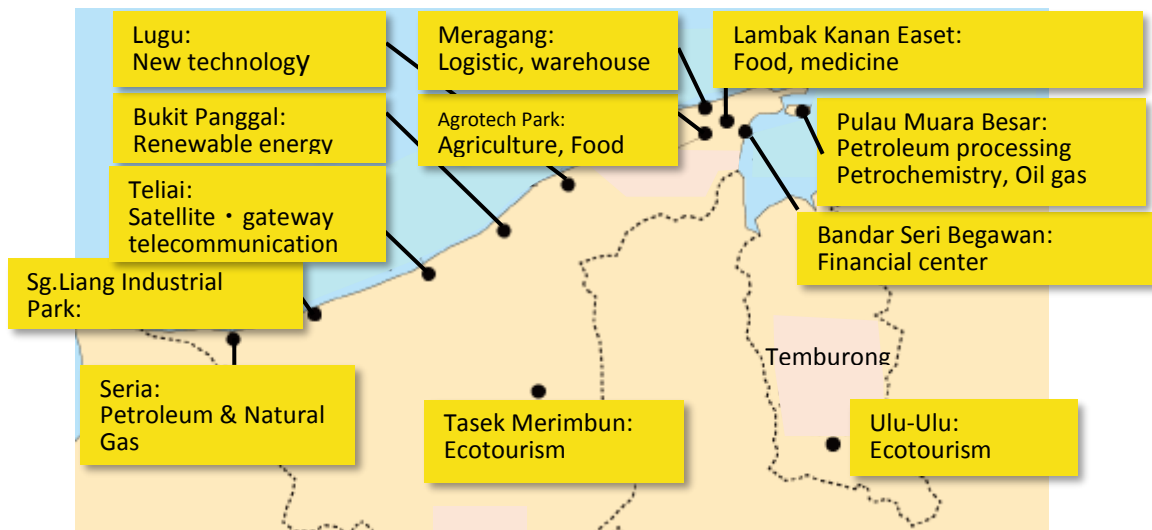 Lugu:
New technology
Meragang:
Logistic, warehouse
Lambak Kanan Easet:
Food, medicine
Bukit Panggal:
Renewable energy
Agrotech Park:
Agriculture, Food
Pulau Muara Besar:
Petroleum processing
Petrochemistry, Oil gas
Teliai:
Satellite・gateway
telecommunication
Bandar Seri Begawan:
Financial center
Sg.Liang Industrial
Park:
Temburong
Seria:
Petroleum & Natural
Gas
Tasek Merimbun:
Ecotourism
Ulu-Ulu:
Ecotourism